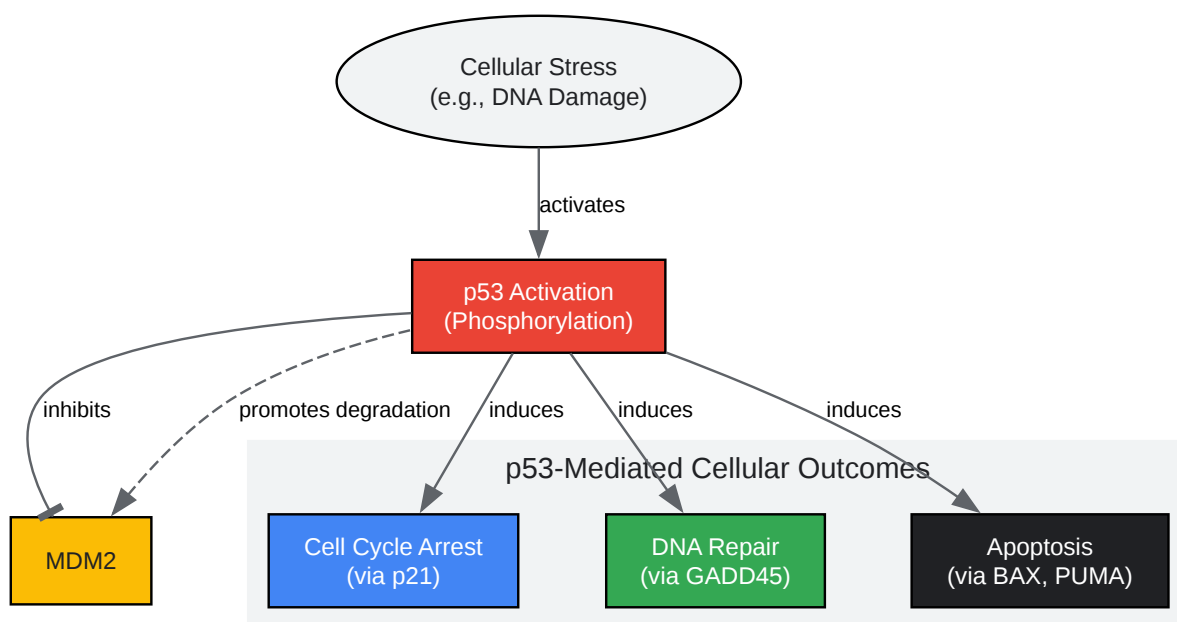 Cellular Stress
(e.g., DNA Damage)
activates
p53 Activation
(Phosphorylation)
inhibits
promotes degradation
induces
induces
induces
p53-Mediated Cellular Outcomes
MDM2
Cell Cycle Arrest
(via p21)
DNA Repair
(via GADD45)
Apoptosis
(via BAX, PUMA)